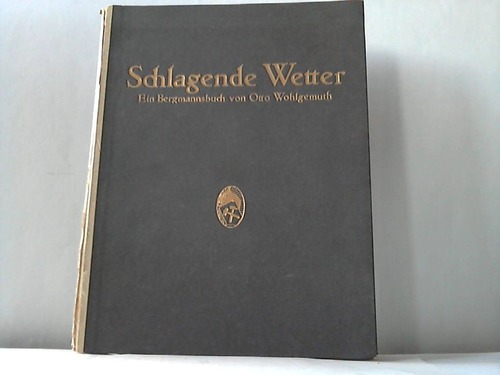 Schlagende Wetter
Ein Bergmannsbuch von Otto Wohlgemuth